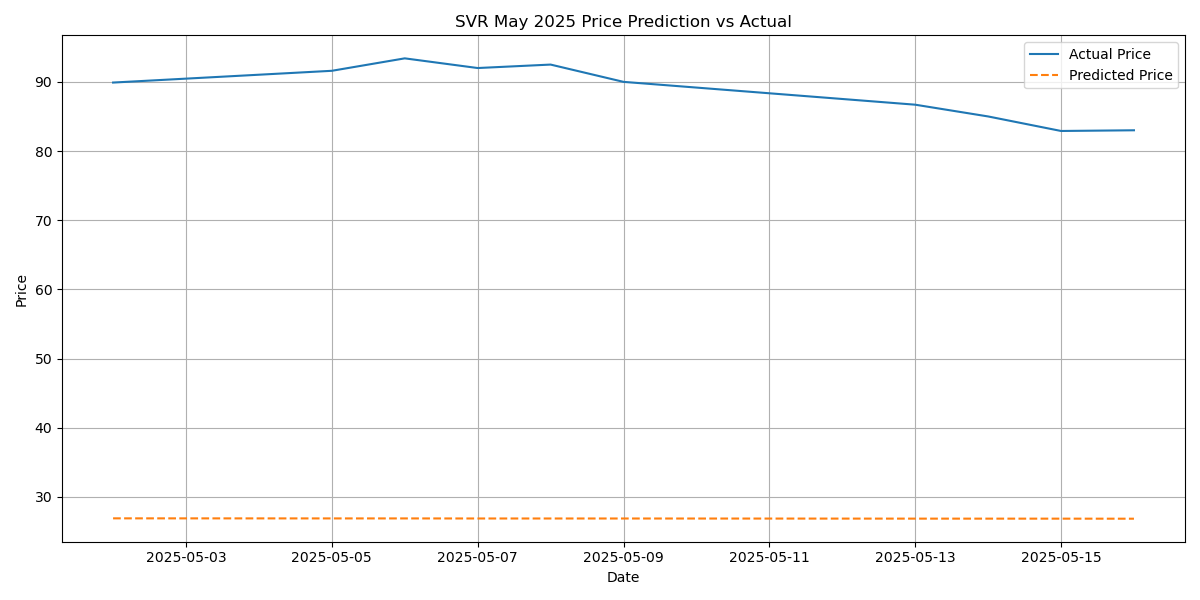 SVR May 2025 Price Prediction vs Actual
Actual Price
Predicted Price
90
80
70
60
50
40
30
Price
2025-05-03
2025-05-05
2025-05-07
2025-05-09
2025-05-11
2025-05-13
2025-05-15
Date